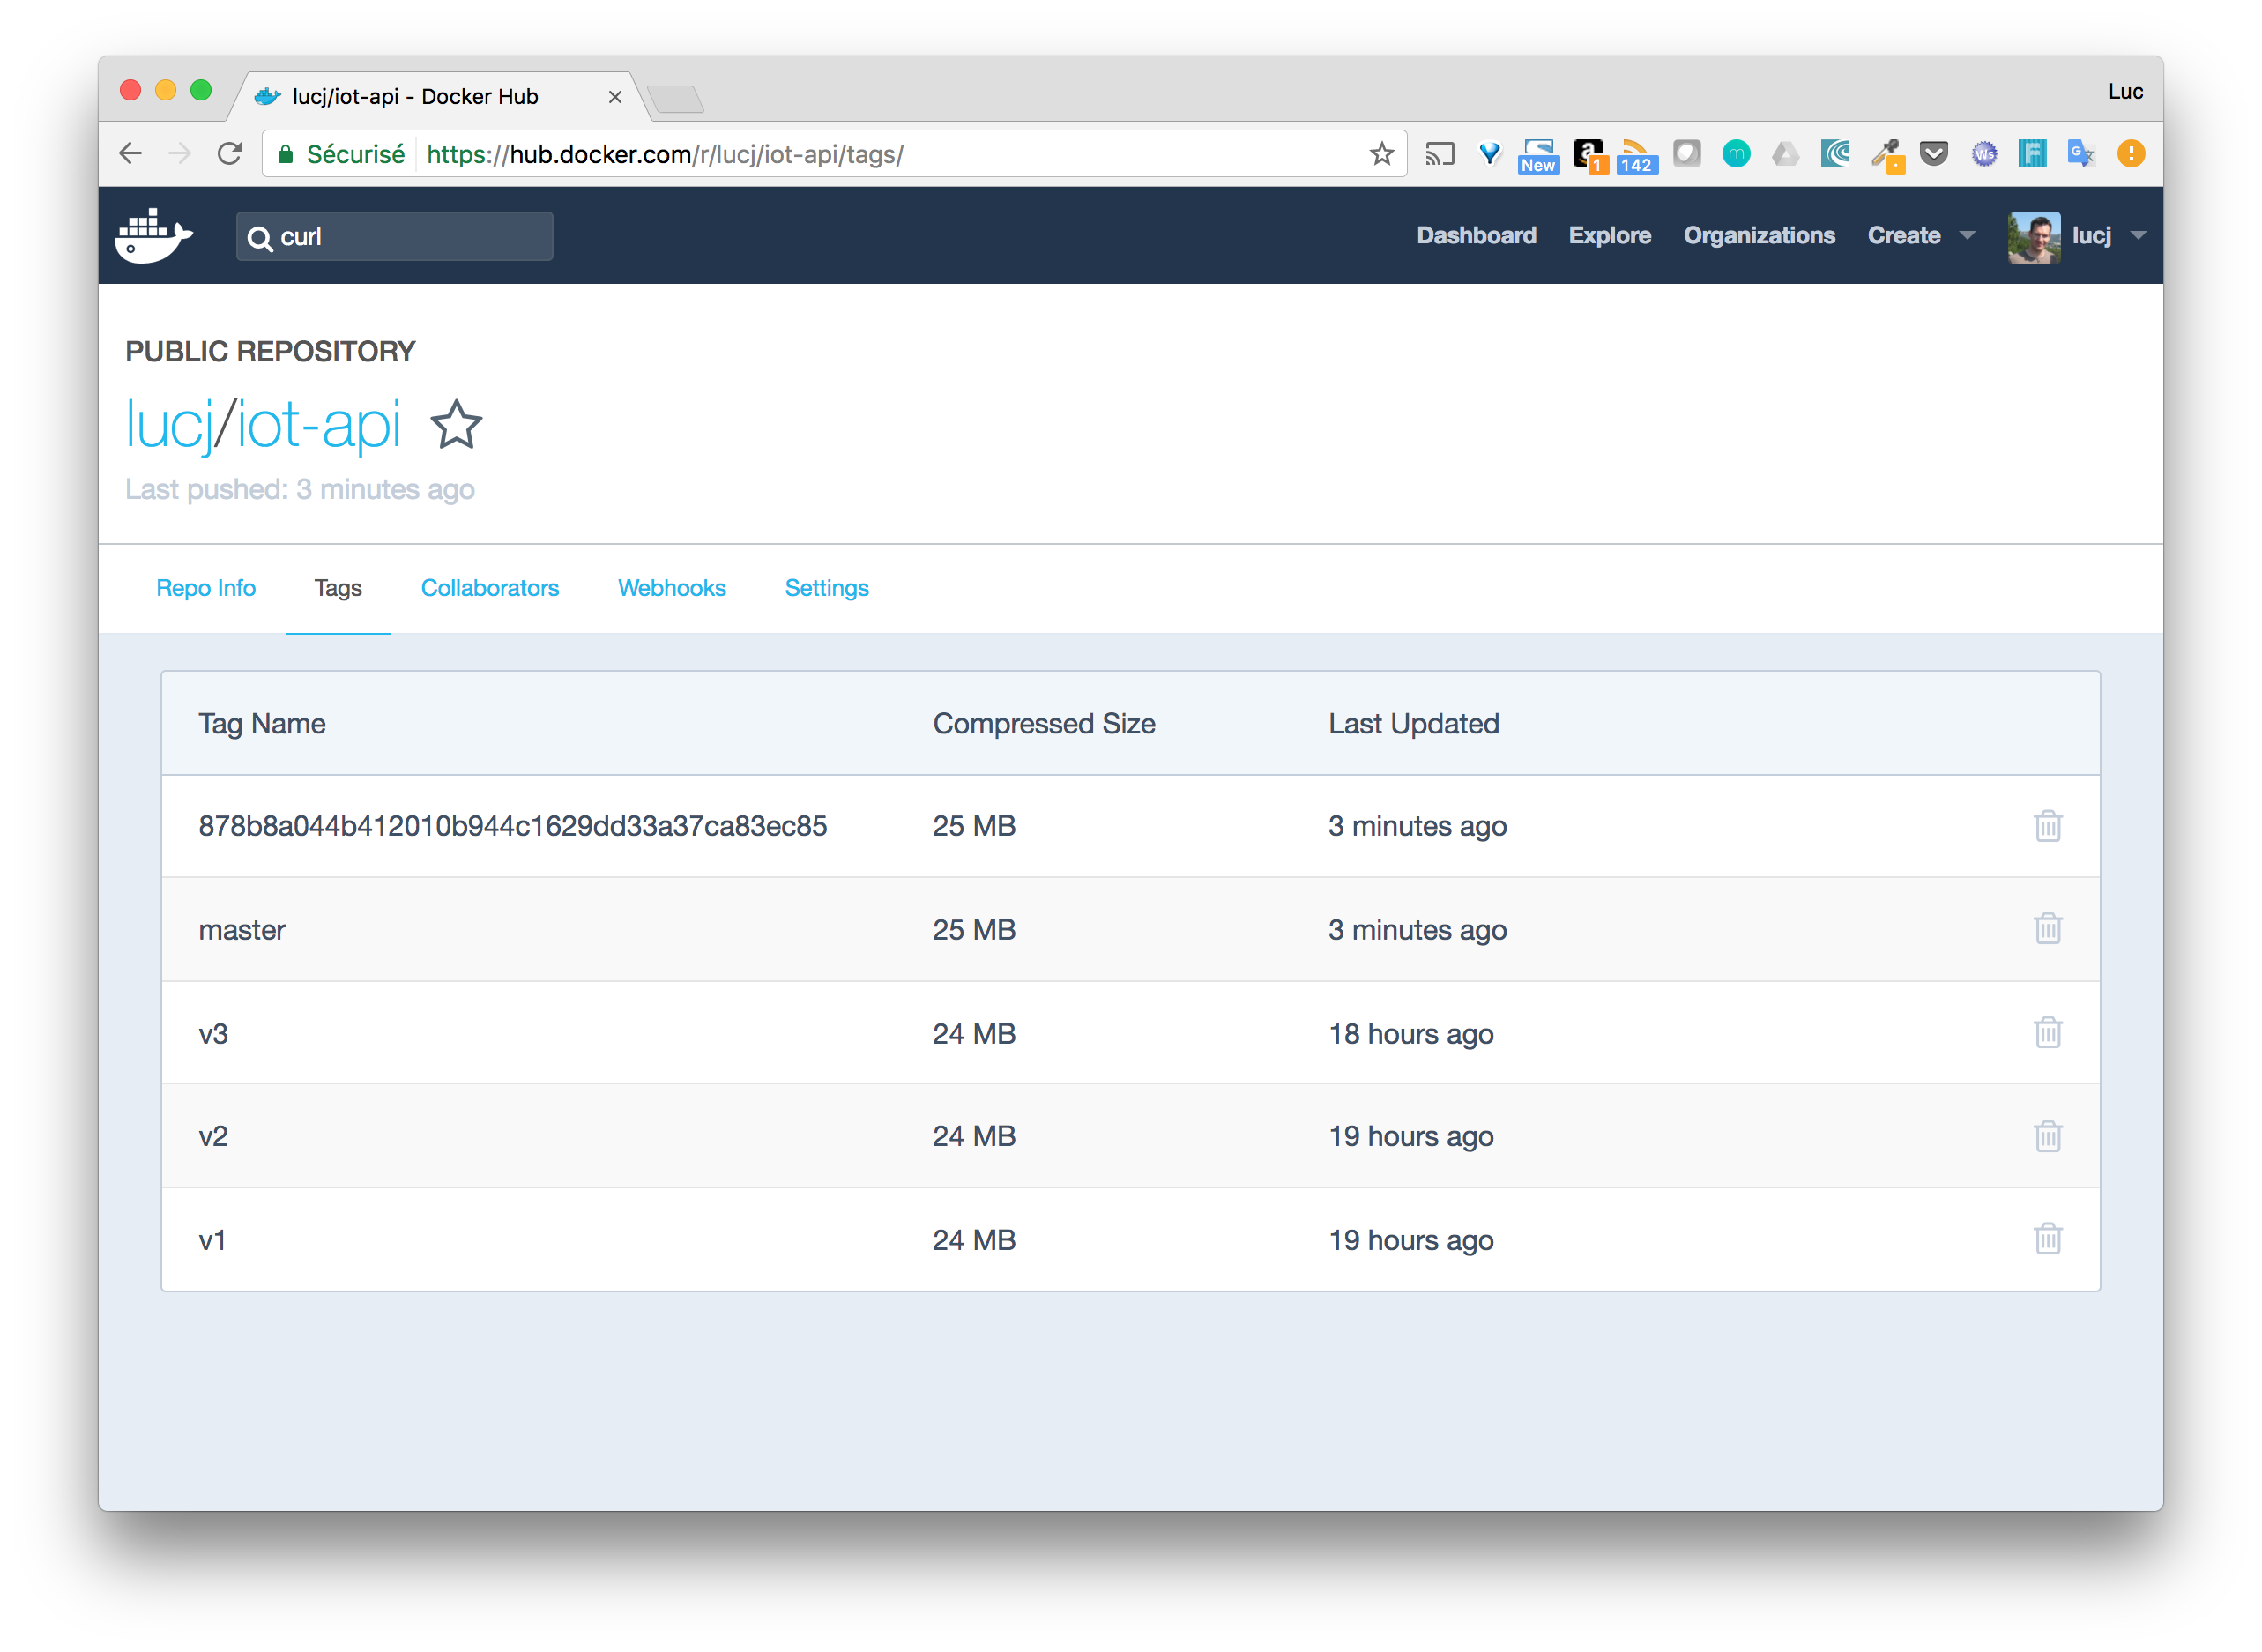 lucj/iot-api - Docker Hub
Luc
Sécurisé https://hub.docker.com/r/lucj/iot-api/tags/
New 1 142 m Ws G
curl Dashboard Explore Organizations Create lucj
PUBLIC REPOSITORY
lucj/iot-api
Last pushed: 3 minutes ago
Repo Info Tags Collaborators Webhooks Settings
Tag Name Compressed Size Last Updated
878b8a044b412010b944c1629dd33a37ca83ec85 25 MB 3 minutes ago
master 25 MB 3 minutes ago
v3 24 MB 18 hours ago
v2 24 MB 19 hours ago
v1 24 MB 19 hours ago